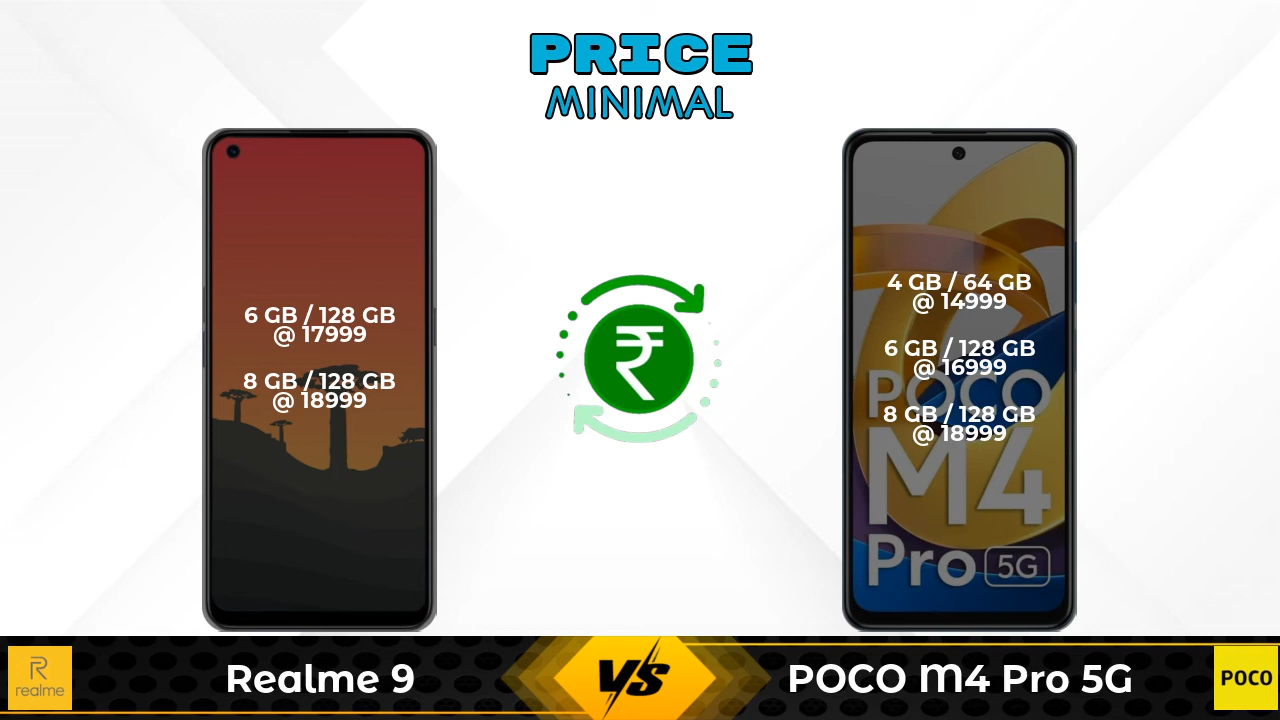 PRICE
MINIMAL
6 GB / 128 GB
@ 17999
8 GB / 128 GB
@ 18999
₹
4 GB / 64 GB
@ 14999
6 GB / 128 GB
@ 16999
8 GB / 128 GB
@ 18999
POCO
M4
Pro 5G
R
realme
Realme 9
VS
POCO M4 Pro 5G
POCO